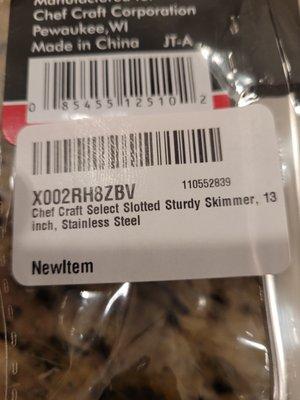 Manufactured for
Chef Craft Corporation
Pewaukee,WI
Made in China JT-A
0 85455 12510 2
X002RH8ZBV
110552839
Chef Craft Select Slotted Sturdy Skimmer, 13
inch, Stainless Steel
NewItem